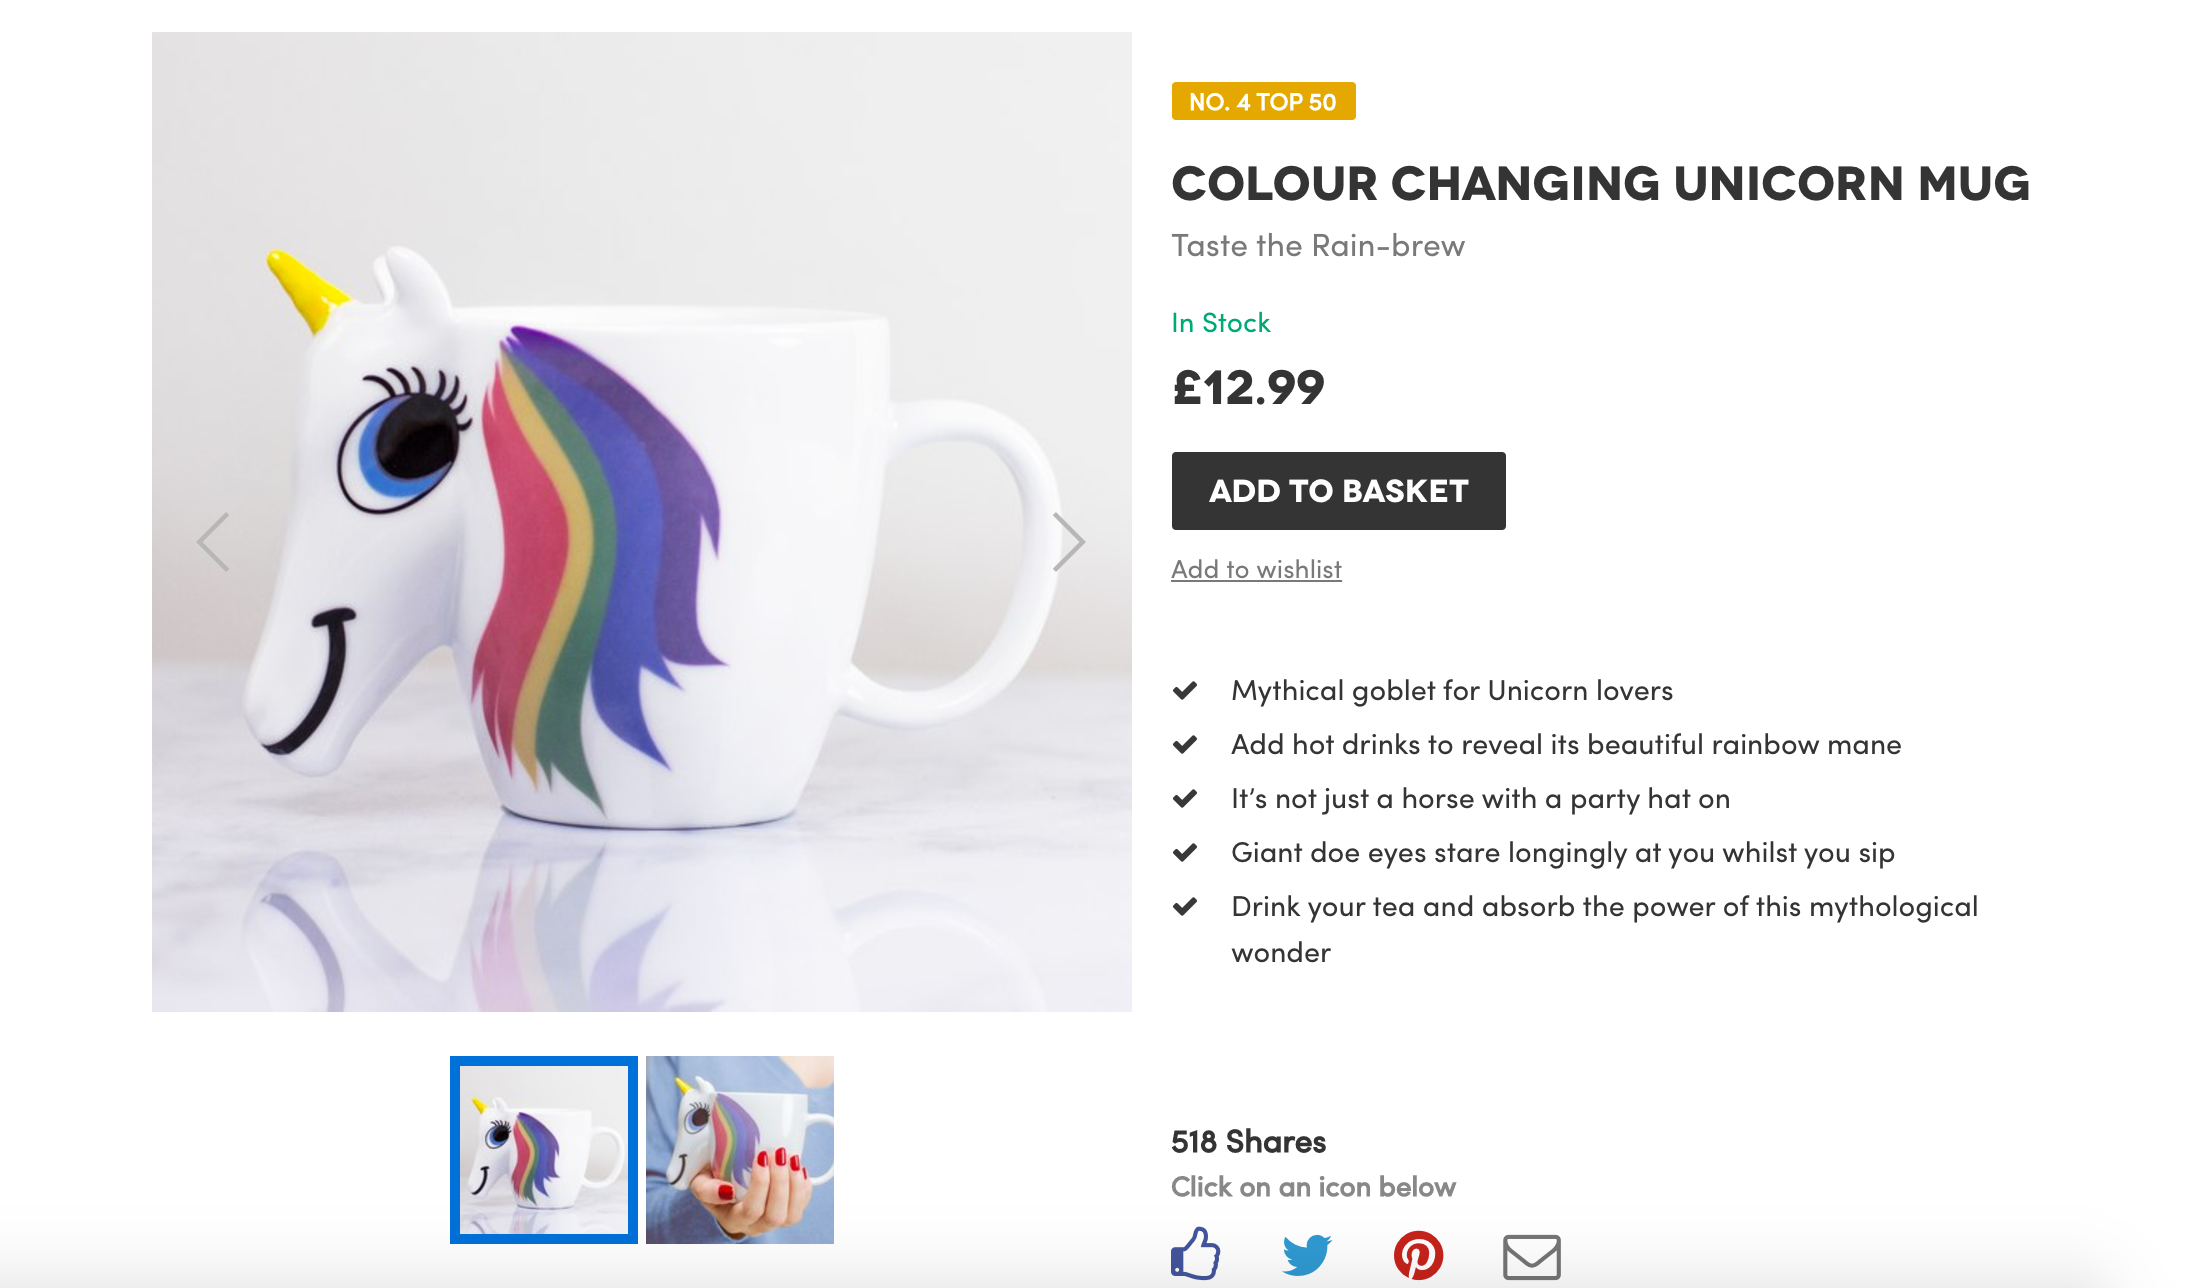 NO. 4 TOP 50
COLOUR CHANGING UNICORN MUG
Taste the Rain-brew
In Stock
£12.99
ADD TO BASKET
Add to wishlist
Mythical goblet for Unicorn lovers
Add hot drinks to reveal its beautiful rainbow mane
It’s not just a horse with a party hat on
Giant doe eyes stare longingly at you whilst you sip
Drink your tea and absorb the power of this mythological
wonder
518 Shares
Click on an icon below